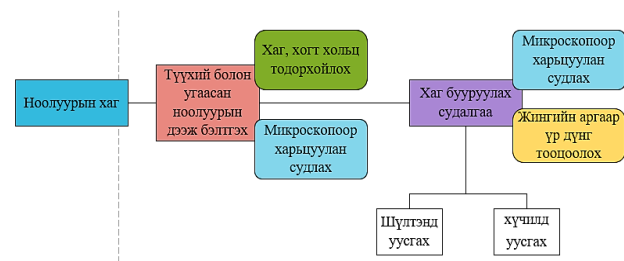 Ноолуурын хаг
Түүхий болон
угаасан
ноолуурын
дээж бэлтгэх
Хаг, хогт хольц
тодорхойлох
Микроскопоор
харьцуулан
судлах
Хаг бууруулах
судалгаа
Микроскопоор
харьцуулан
судлах
Жингийн аргаар
үр дүнг
тооцоолох
Шүлтэнд
уусгах
хүчилд
уусгах